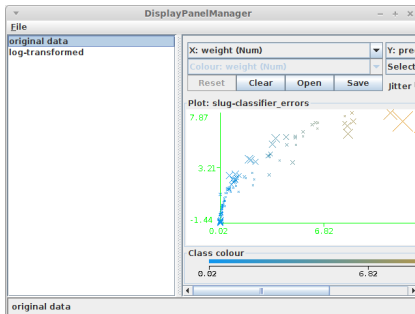 DisplayPanelManager
File
original data
log-transformed
X: weight (Num)
Y: pre
Colour: weight (Num)
Select
Reset
Clear
Open
Save
Jitter
Plot: slug-classifier_errors
7.87
3.21
-1.44
0.02
6.82
Class colour
0.02
6.82
original data